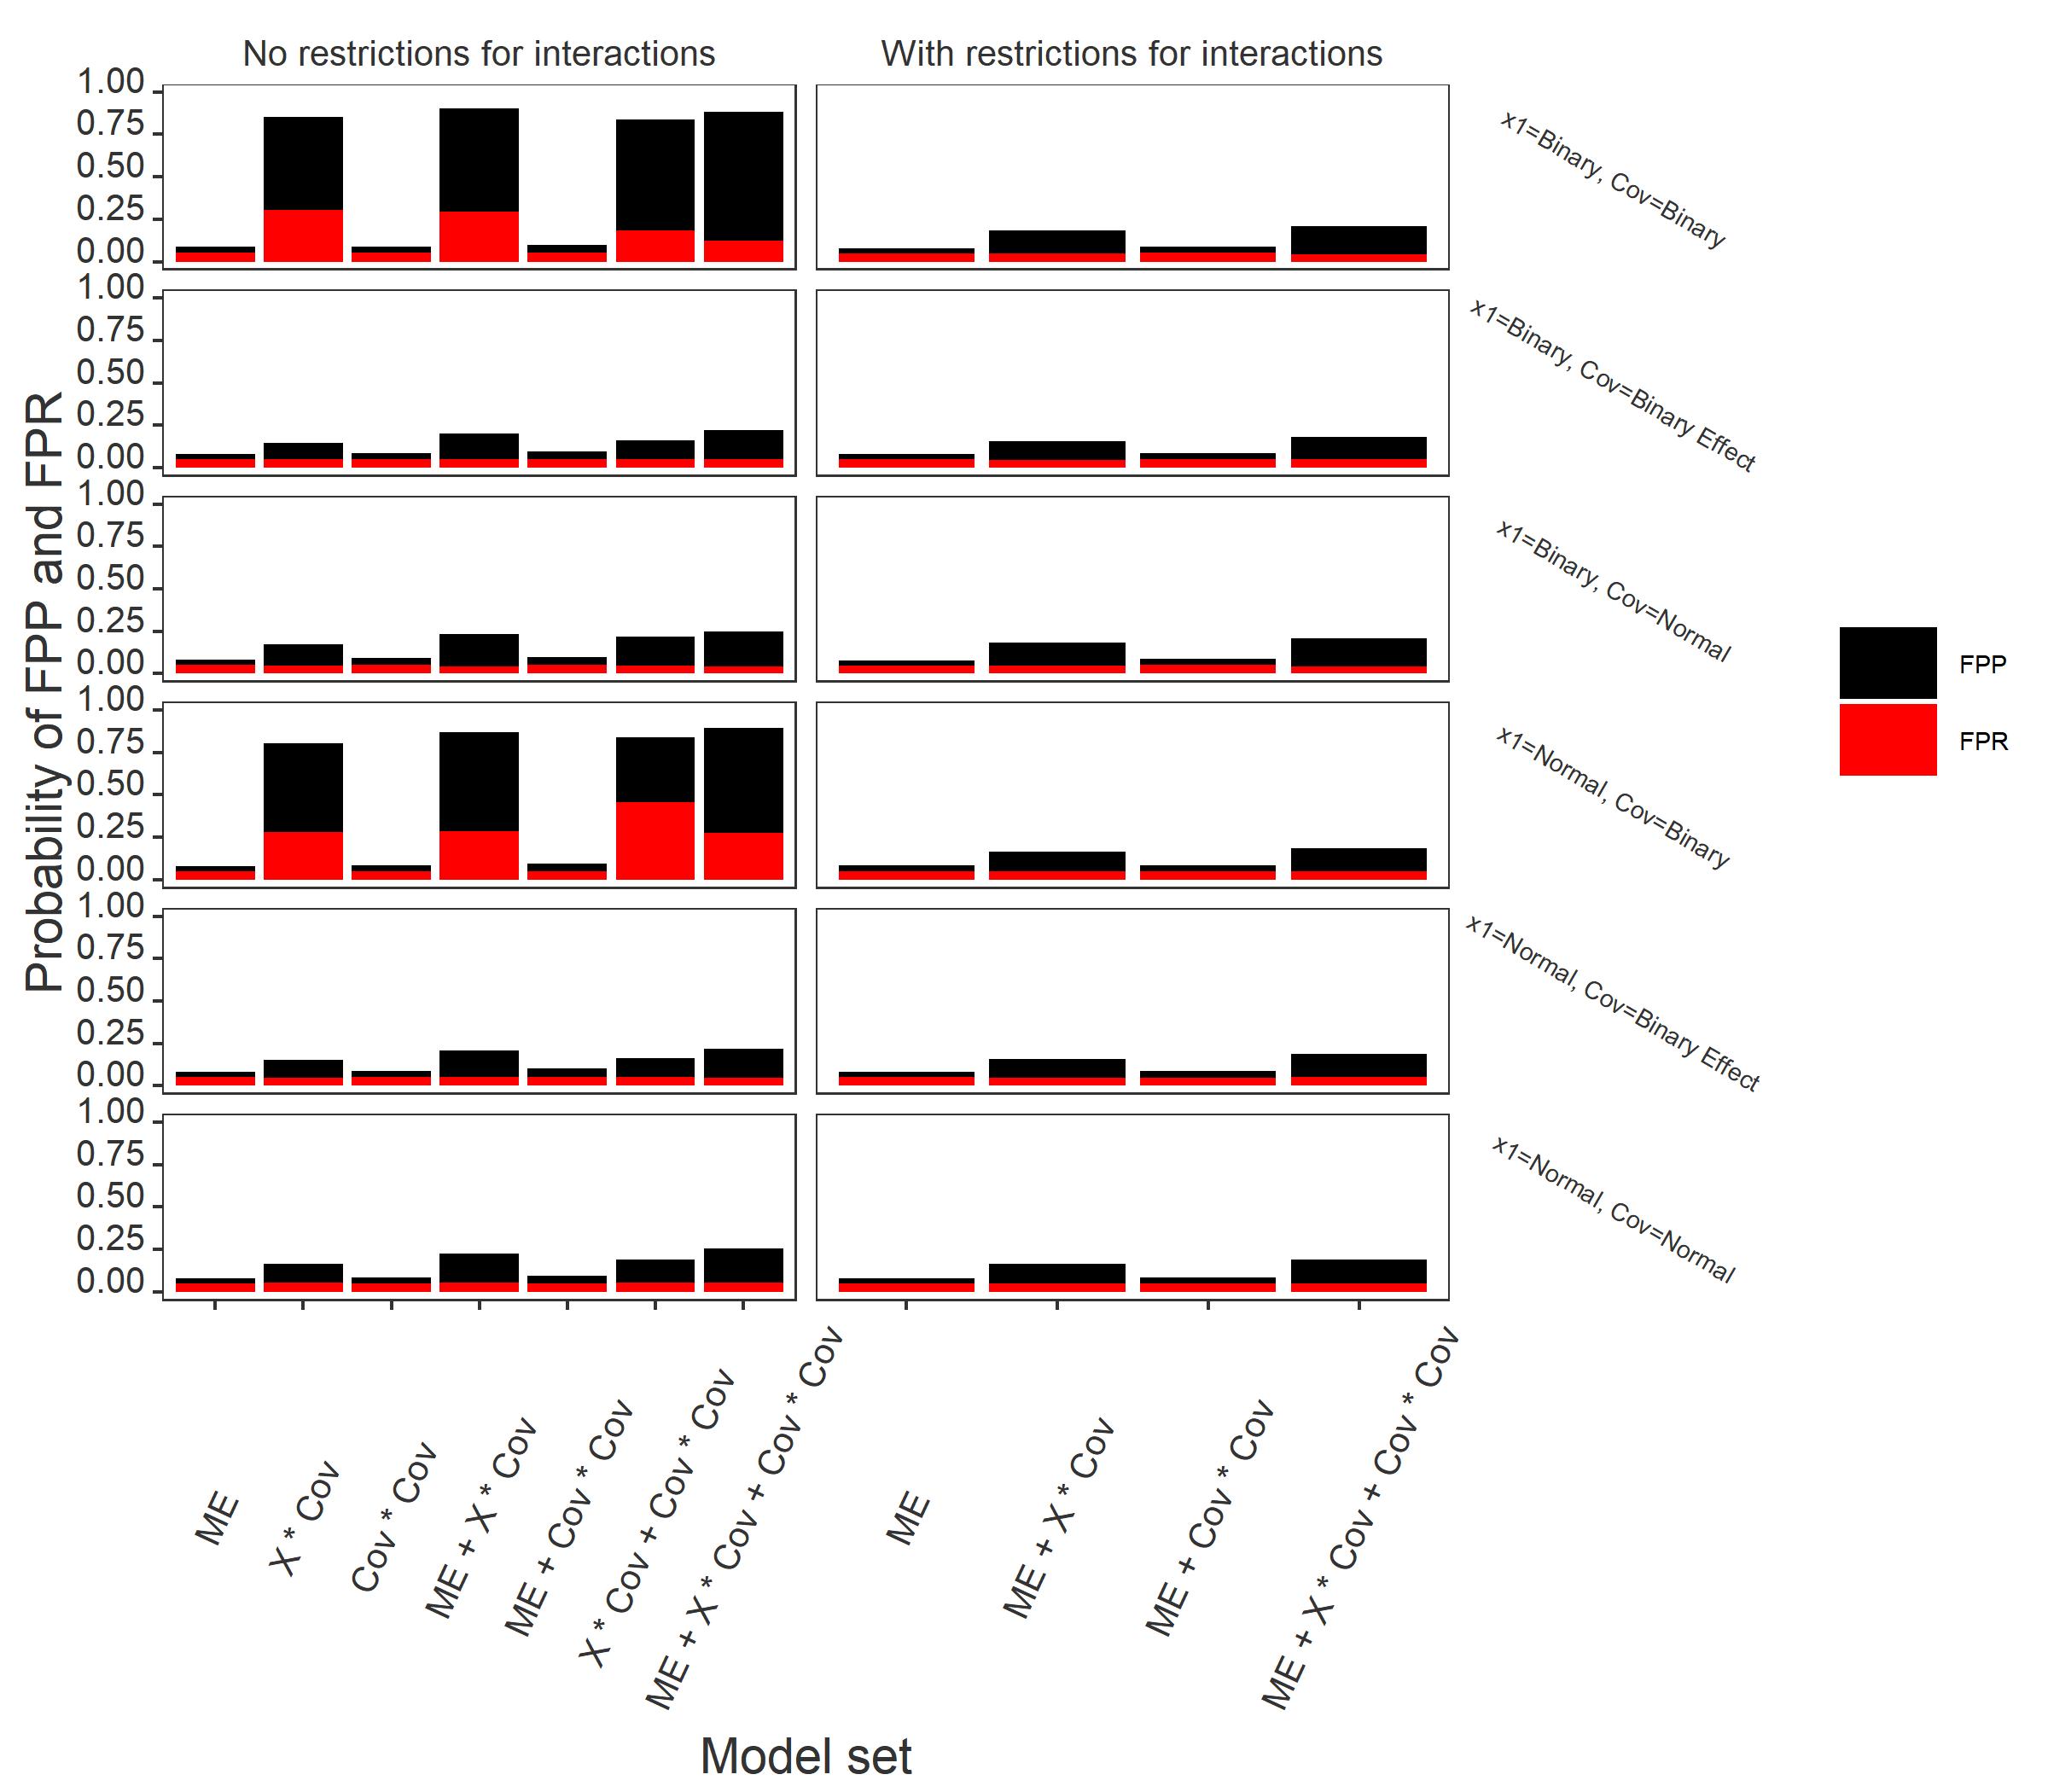 No restrictions for interactions
With restrictions for interactions
Probability of FPP and FPR
1.00
0.75
0.50
0.25
0.00
x1=Binary, Cov=Binary
1.00
0.75
0.50
0.25
0.00
x1=Binary, Cov=Binary Effect
1.00
0.75
0.50
0.25
0.00
x1=Binary, Cov=Normal
1.00
0.75
0.50
0.25
0.00
x1=Normal, Cov=Binary
1.00
0.75
0.50
0.25
0.00
x1=Normal, Cov=Binary Effect
1.00
0.75
0.50
0.25
0.00
x1=Normal, Cov=Normal
FPP
FPR
ME
X * Cov
Cov * Cov
ME + X * Cov
ME + Cov * Cov
X * Cov + Cov * Cov
ME + X * Cov + Cov * Cov
ME
ME + X * Cov
ME + Cov * Cov
ME + X * Cov + Cov * Cov
Model set